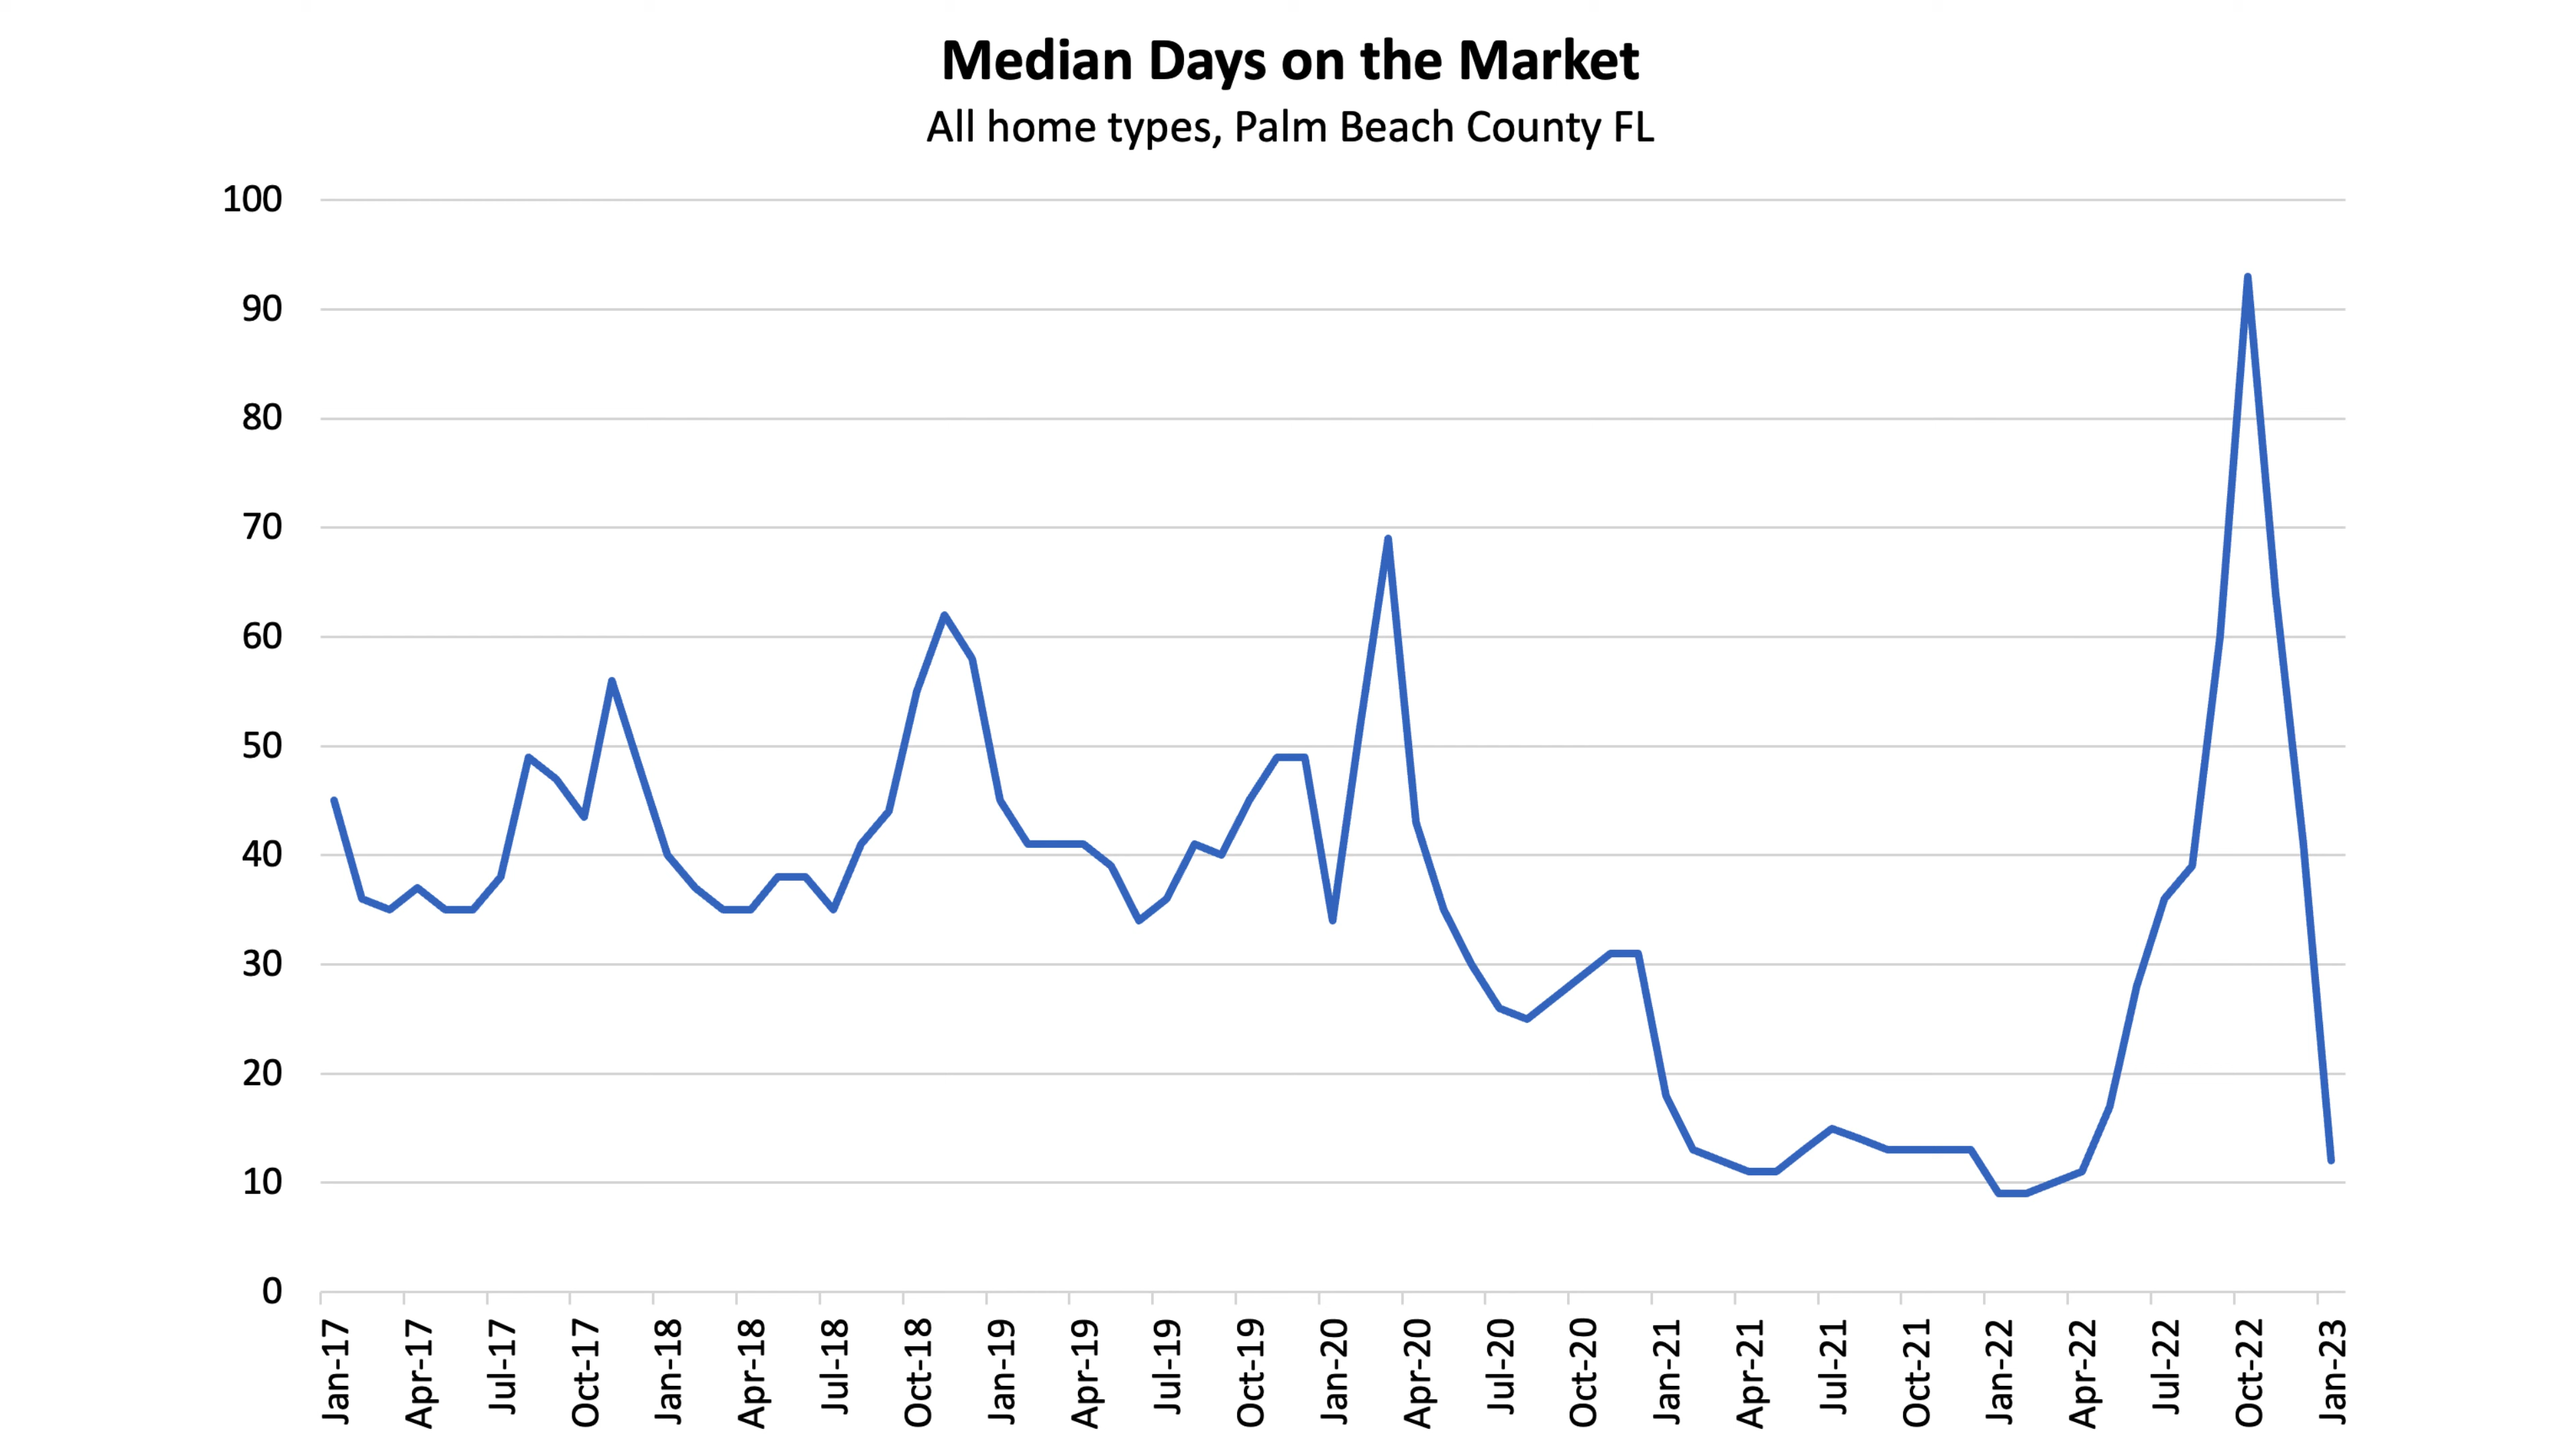 Median Days on the Market
All home types, Palm Beach County FL
100
90
80
70
60
50
40
30
20
10
0
Jan-17
Apr-17
Jul-17
Oct-17
Jan-18
Apr-18
Jul-18
Oct-18
Jan-19
Apr-19
Jul-19
Oct-19
Jan-20
Apr-20
Jul-20
Oct-20
Jan-21
Apr-21
Jul-21
Oct-21
Jan-22
Apr-22
Jul-22
Oct-22
Jan-23